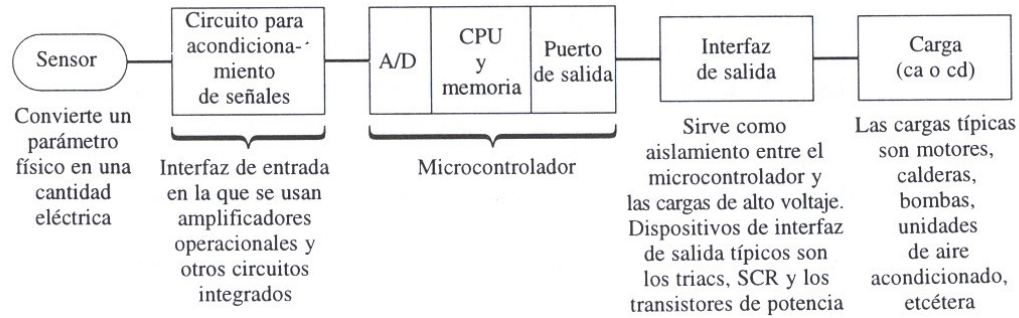 Sensor
Convierte un
parámetro
físico en una
cantidad
eléctrica
Circuito para
acondiciona-
miento
de señales
Interfaz de entrada
en la que se usan
amplificadores
operacionales y
otros circuitos
integrados
A/D
CPU
y
memoria
Puerto
de salida
Microcontrolador
Interfaz
de salida
Sirve como
aislamiento entre el
microcontrolador y
las cargas de alto voltaje.
Dispositivos de interfaz
de salida típicos son
los triacs, SCR y los
transistores de potencia
Carga
(ca o cd)
Las cargas típicas
son motores,
calderas,
bombas,
unidades
de aire
acondicionado,
etcétera